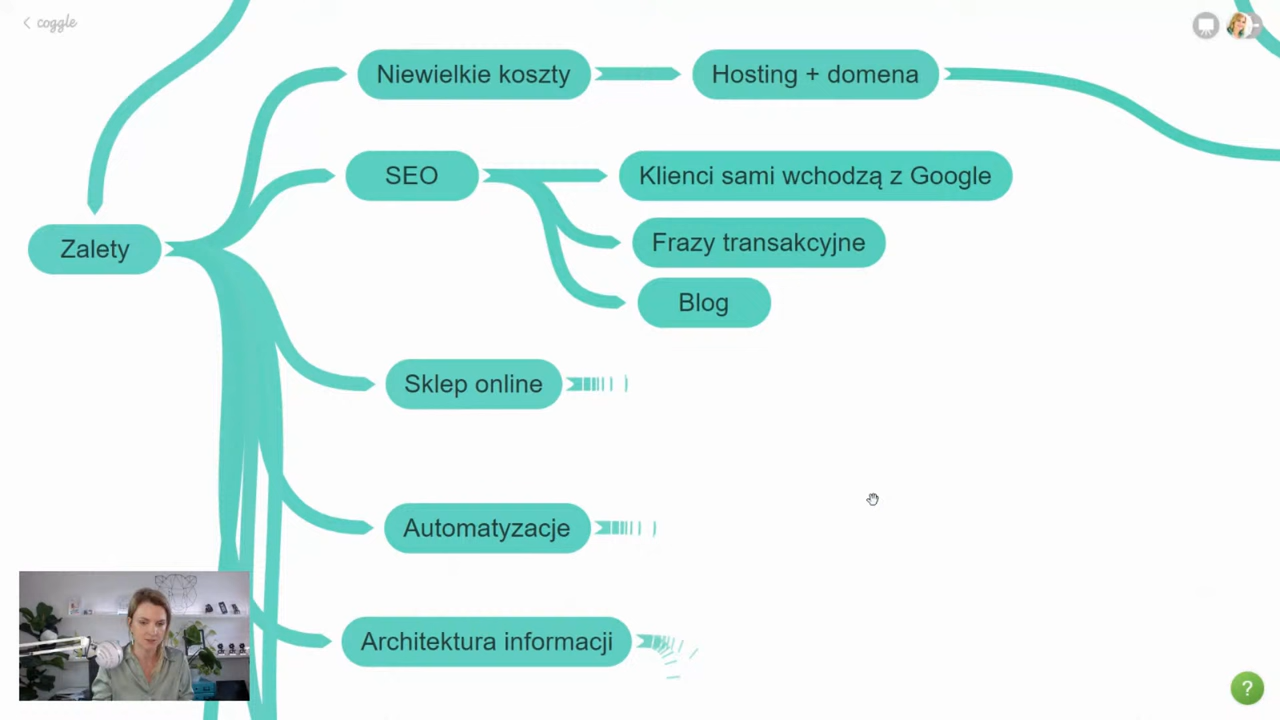 coggle
Niewielkie koszty
Hosting + domena
SEO
Klienci sami wchodzą z Google
Frazy transakcyjne
Zalety
Blog
Sklep online
Automatyzacje
Architektura informacji
?